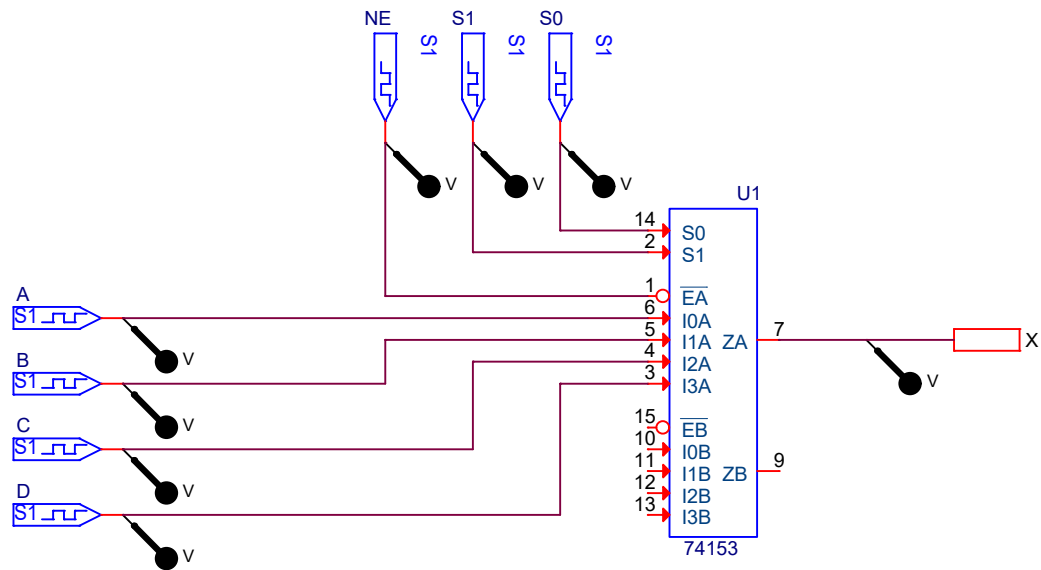 NE S1 S0
S1 S1 S1
V V V
U1
14 S0
2 S1
1 EA
A
S1
6 I0A
5 I1A ZA 7 X
4 I2A
3 I3A
V
V
B
S1
V
C
S1
V
D
S1
V
15 EB
10 I0B
11 I1B ZB 9
12 I2B
13 I3B
74153